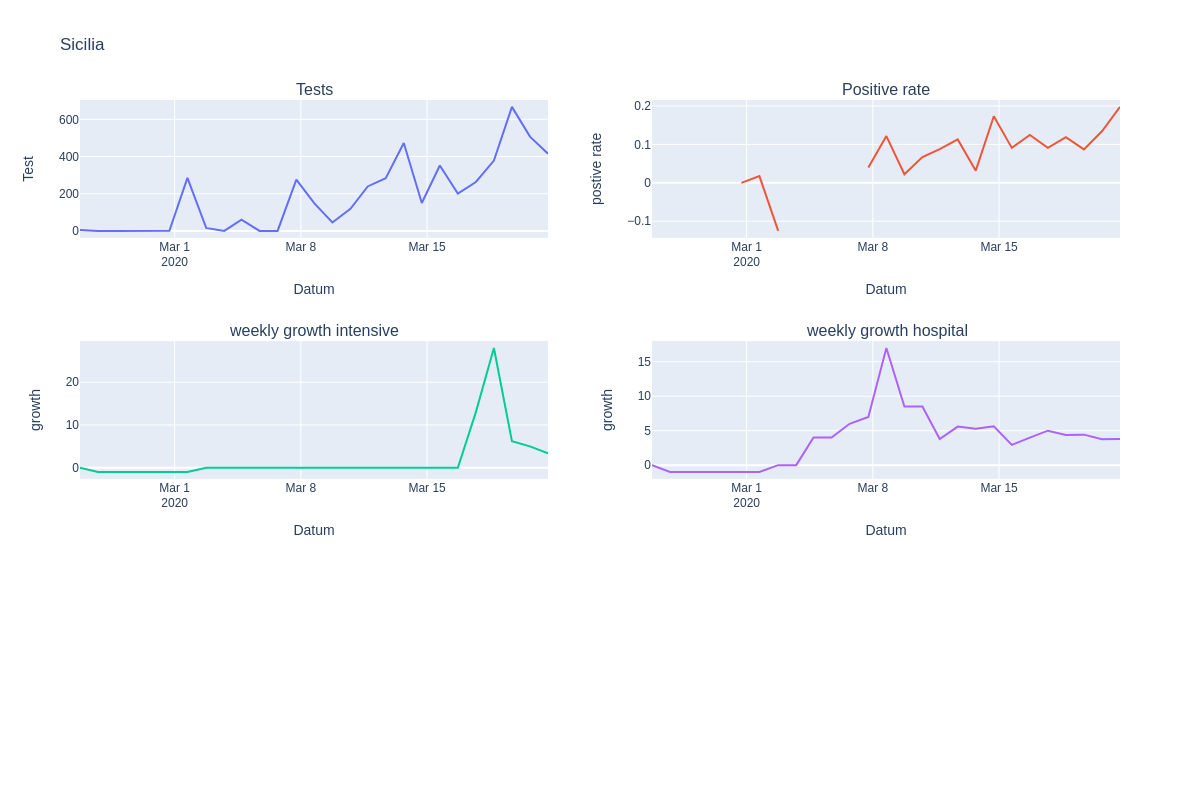 Sicilia
Tests
Test
600
400
200
0
Mar 1
2020
Mar 8
Mar 15
Datum
Positive rate
postive rate
0.2
0.1
0
−0.1
Mar 1
2020
Mar 8
Mar 15
Datum
weekly growth intensive
growth
20
10
0
Mar 1
2020
Mar 8
Mar 15
Datum
weekly growth hospital
growth
15
10
5
0
Mar 1
2020
Mar 8
Mar 15
Datum